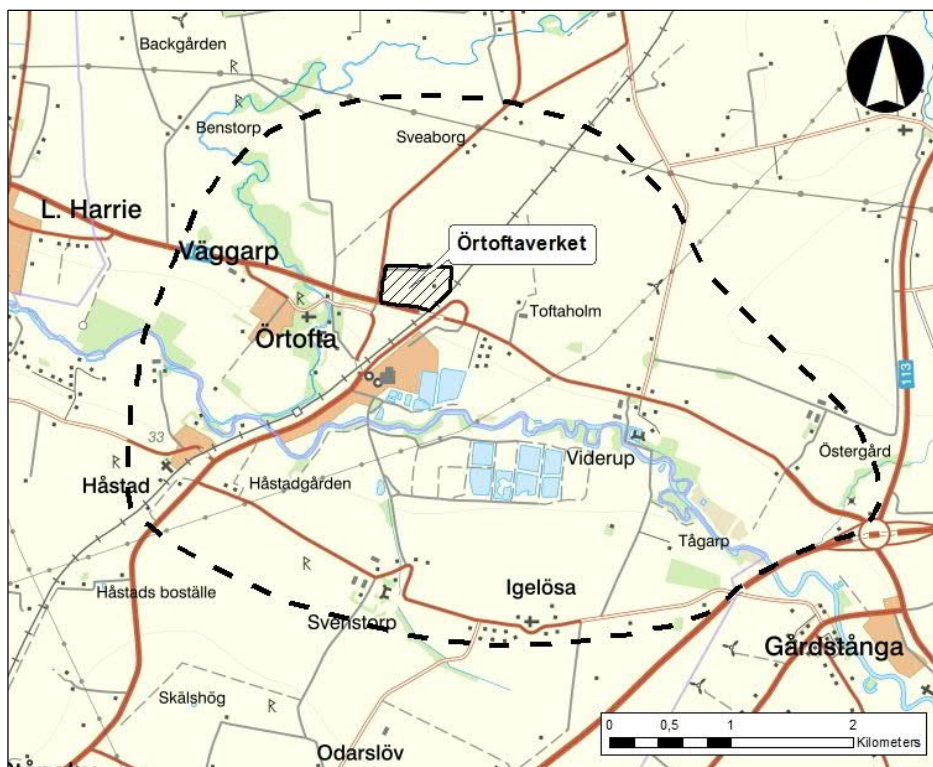 Backgården
Benstorp
Sveaborg
L. Harrie
Väggarp
Örtoftaverket
Toftaholm
Örtofta
113
33
Håstad
Håstadgården
Viderup
Östergård
Tågarp
Håstads boställe
Svenstorp
Igelösa
Gårdstånga
Skälshög
Odarslöv
0 0,5 1 2
Kilometers